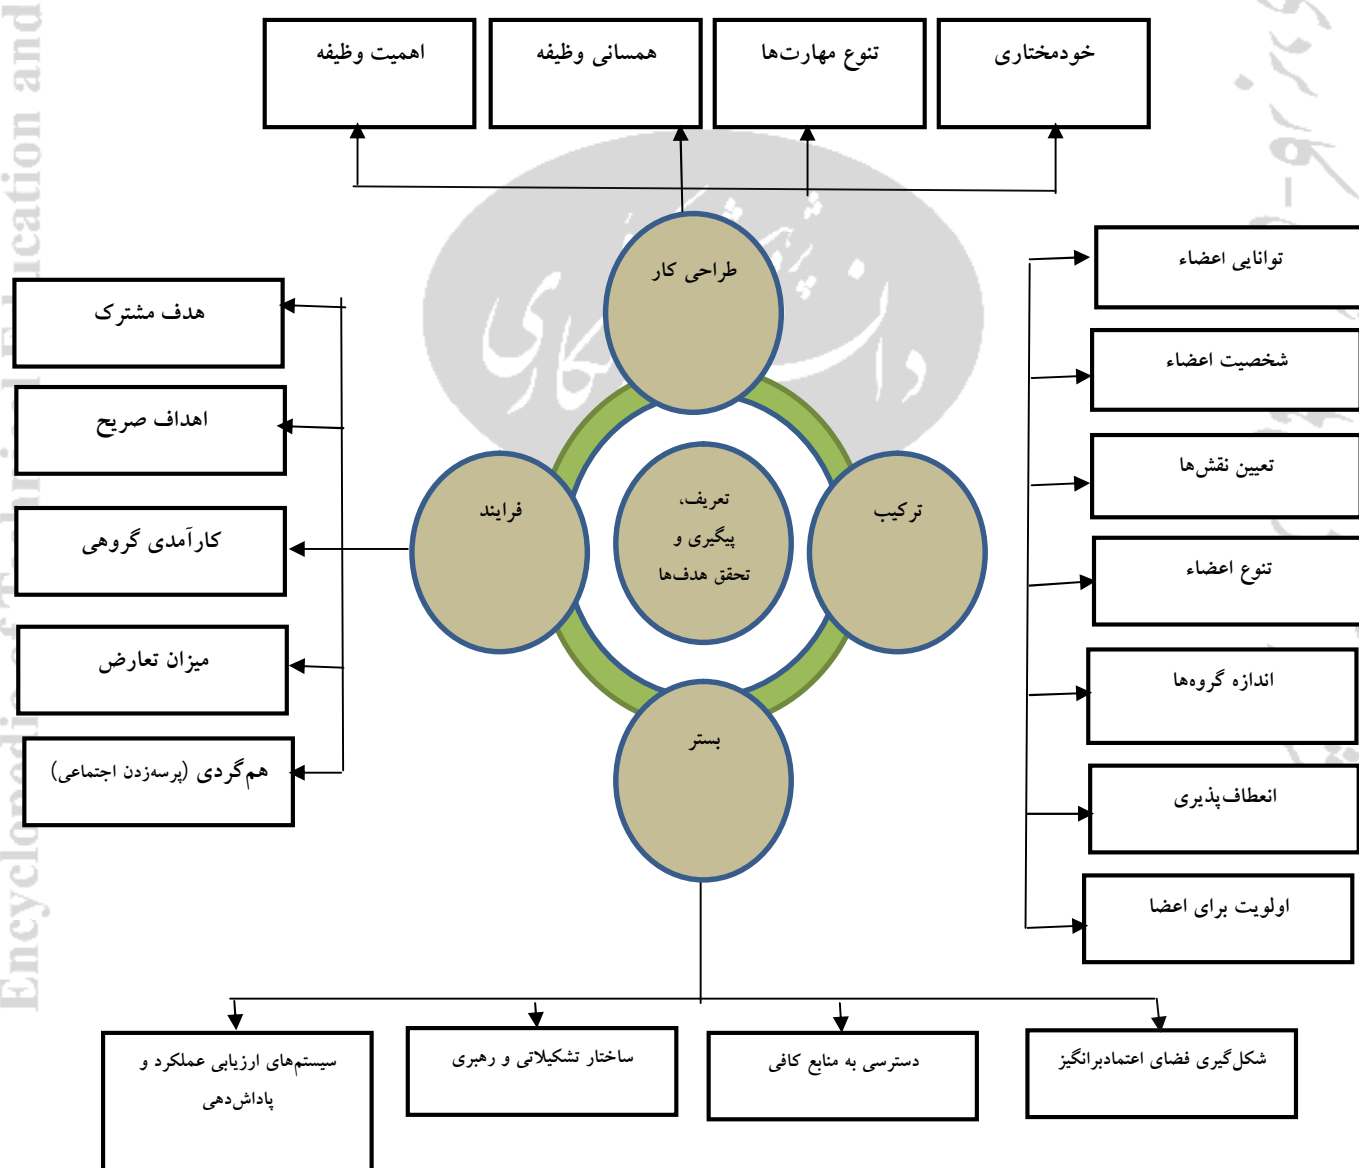 خودمختاری
تنوع مهارت‌ها
همسانی وظیفه
اهمیت وظیفه
طراحی کار
توانایی اعضاء
شخصیت اعضاء
تعیین نقش‌ها
تنوع اعضاء
اندازه گروه‌ها
انعطاف‌پذیری
اولویت برای اعضا
ترکیب
تعریف،
پیگیری و
تحقق هدف‌ها
فرایند
هدف مشترک
اهداف صریح
کارآمدی گروهی
میزان تعارض
هم‌گردی (پرسه‌زدن اجتماعی)
بستر
شکل‌گیری فضای اعتمادبرانگیز
دسترسی به منابع کافی
ساختار تشکیلاتی و رهبری
سیستم‌های ارزیابی عملکرد و
پاداش‌دهی